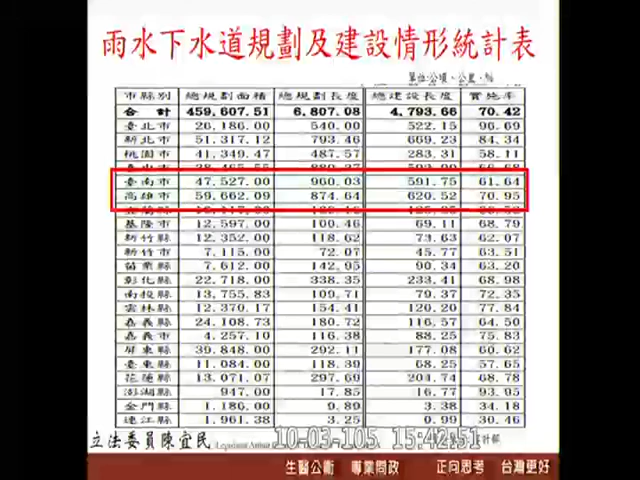 雨水下水道規劃及建設情形統計表
單位:公頃、公里、%
市縣別 總規劃面積 總規劃長度 總建設長度 實施率
合計 459,607.51 6,807.08 4,793.66 70.42
臺北市 26,186.00 540.00 522.15 96.69
新北市 51,317.12 793.46 669.23 84.34
桃園市 41,349.47 487.57 283.31 58.11
臺南市 47,527.00 960.03 591.75 61.64
高雄市 59,662.09 874.64 620.52 70.95
基隆市 12,597.00 100.46 69.11 68.79
新竹縣 12,352.00 118.62 73.63 62.07
新竹市 7,115.00 72.07 45.77 63.51
苗栗縣 7,612.00 142.95 90.34 63.20
彰化縣 22,718.00 338.35 233.41 68.98
南投縣 13,755.83 109.71 79.37 72.35
雲林縣 12,370.17 154.41 120.20 77.84
嘉義縣 24,108.73 180.72 116.57 64.50
嘉義市 4,257.10 116.38 88.25 75.83
屏東縣 39,848.00 292.11 177.08 60.62
臺東縣 11,084.00 118.39 68.25 57.65
花蓮縣 13,071.07 297.69 204.74 68.78
澎湖縣 947.00 17.85 16.77 93.95
金門縣 1,186.00 9.89 3.38 34.18
連江縣 1,961.38 3.25 0.99 30.46
立法委員陳宜民
10-03-105 15:42:51
生醫公衛 專業問政 正向思考 台灣更好